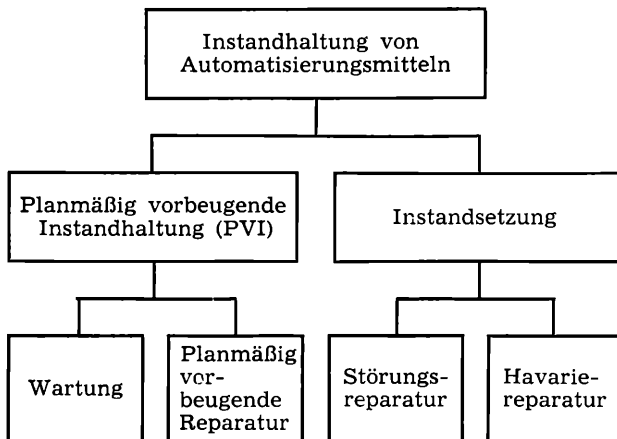 Instandhaltung von
Automatisierungsmitteln
Planmäßig vorbeugende
Instandhaltung (PVI)
Instandsetzung
Wartung
Planmäßig
vor-
beugende
Reparatur
Störungs-
reparatur
Havarie-
reparatur